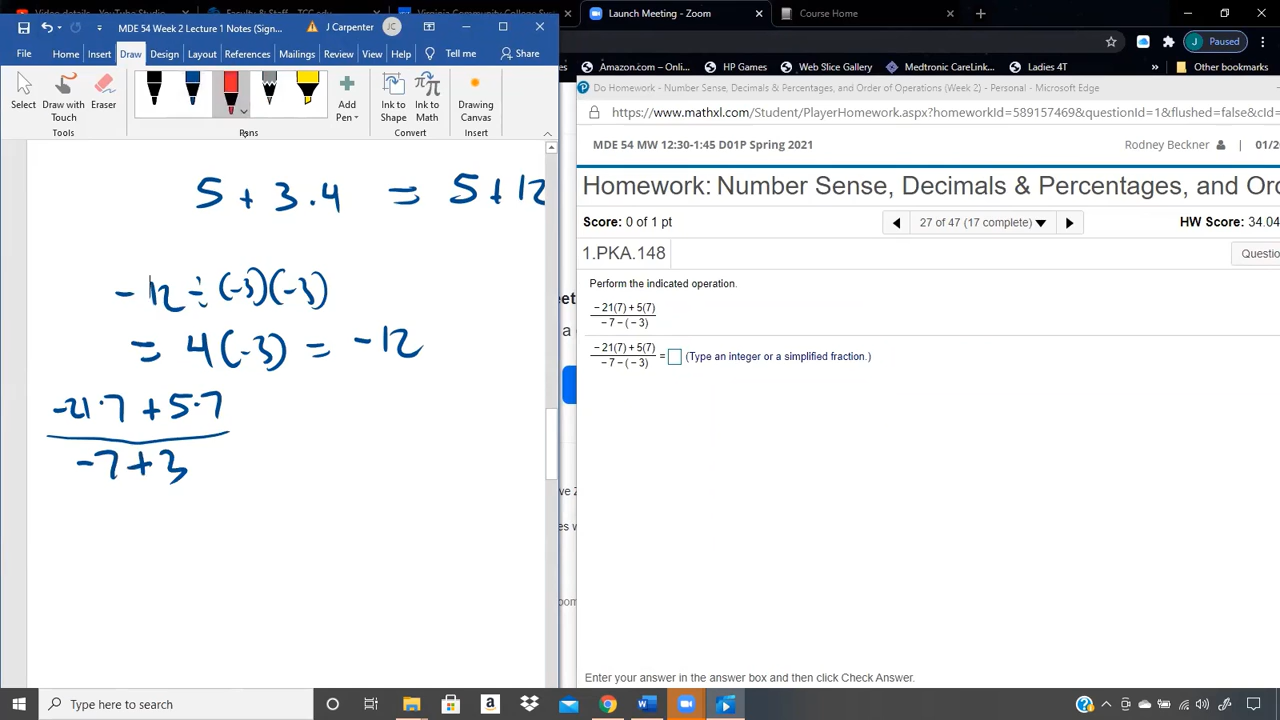 Launch Meeting - Zoom
Course Home
MDE 54 Week 2 Lecture 1 Notes (Sign...
J Carpenter
JC
File Home Insert Draw Design Layout References Mailings Review View Help Tell me Share
Select
Draw with Touch
Eraser
Add Pen
Ink to Shape
Ink to Math
Drawing Canvas
Tools
Pens
Convert
Insert
5 + 3.4 = 5+12
-12 ÷ (-3)(-3)
= 4(-3) = -12
-21·7 + 5·7
-7+3
J Paused
Amazon.com – Onli...
HP Games
Web Slice Gallery
Medtronic CareLink...
Ladies 4T
Other bookmarks
Do Homework - Number Sense, Decimals & Percentages, and Order of Operations (Week 2) - Personal - Microsoft Edge
https://www.mathxl.com/Student/PlayerHomework.aspx?homeworkId=589157469&questionId=1&flushed=false&cId=
MDE 54 MW 12:30-1:45 D01P Spring 2021
Rodney Beckner
01/2
Homework: Number Sense, Decimals & Percentages, and Ord
Score: 0 of 1 pt
27 of 47 (17 complete)
HW Score: 34.04
1.PKA.148
Questio
Perform the indicated operation.
− 21(7) + 5(7)
− 7 − (− 3)
− 21(7) + 5(7)
− 7 − (− 3)
= (Type an integer or a simplified fraction.)
Enter your answer in the answer box and then click Check Answer.
Type here to search